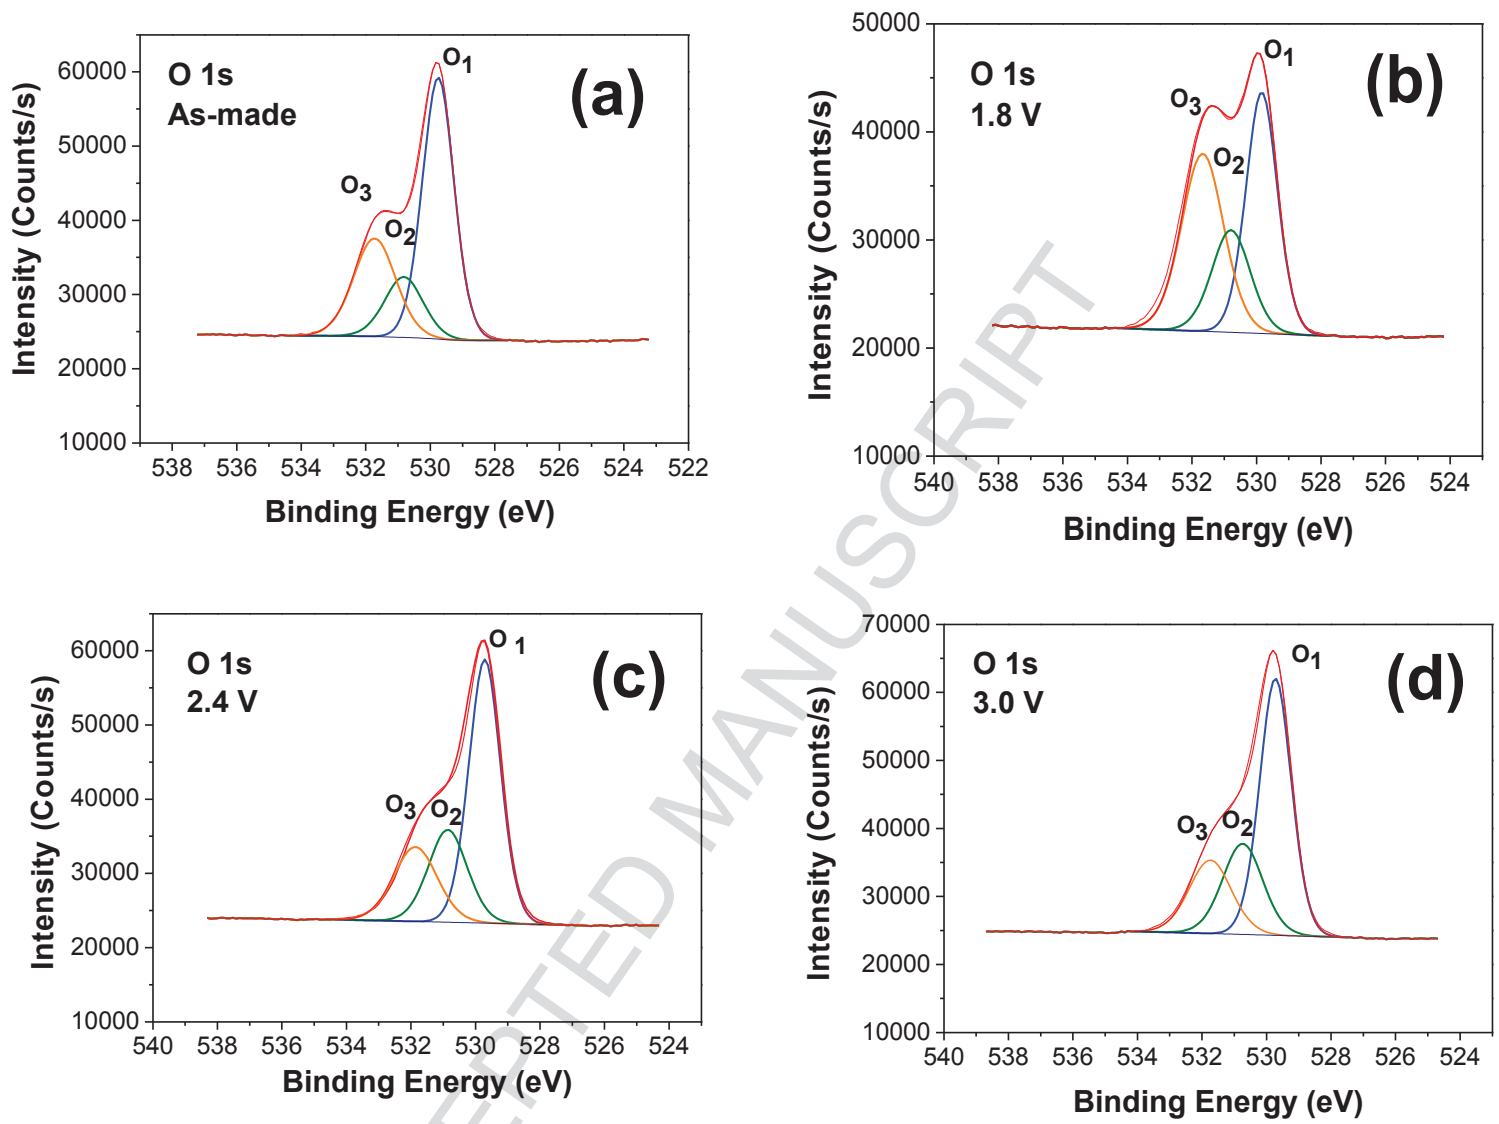 O 1s
As-made
(a)
O1
O3
O2
60000
50000
40000
30000
20000
10000
538 536 534 532 530 528 526 524 522
Intensity (Counts/s)
Binding Energy (eV)
O 1s
1.8 V
(b)
O1
O3
O2
50000
40000
30000
20000
10000
540 538 536 534 532 530 528 526 524
Intensity (Counts/s)
Binding Energy (eV)
O 1s
2.4 V
(c)
O 1
O3
O2
60000
50000
40000
30000
20000
10000
540 538 536 534 532 530 528 526 524
Intensity (Counts/s)
Binding Energy (eV)
O 1s
3.0 V
(d)
O1
O3
O2
70000
60000
50000
40000
30000
20000
10000
540 538 536 534 532 530 528 526 524
Intensity (Counts/s)
Binding Energy (eV)
EPTED MANUSCRIPT